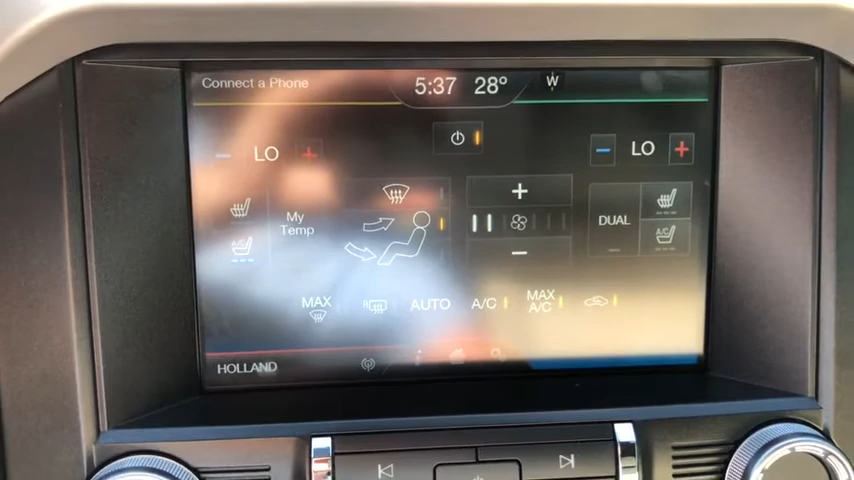 Connect a Phone
5:37 28° W
LO
LO
My
Temp
DUAL
A/C
A/C
MAX
R
AUTO
A/C
MAX
A/C
HOLLAND